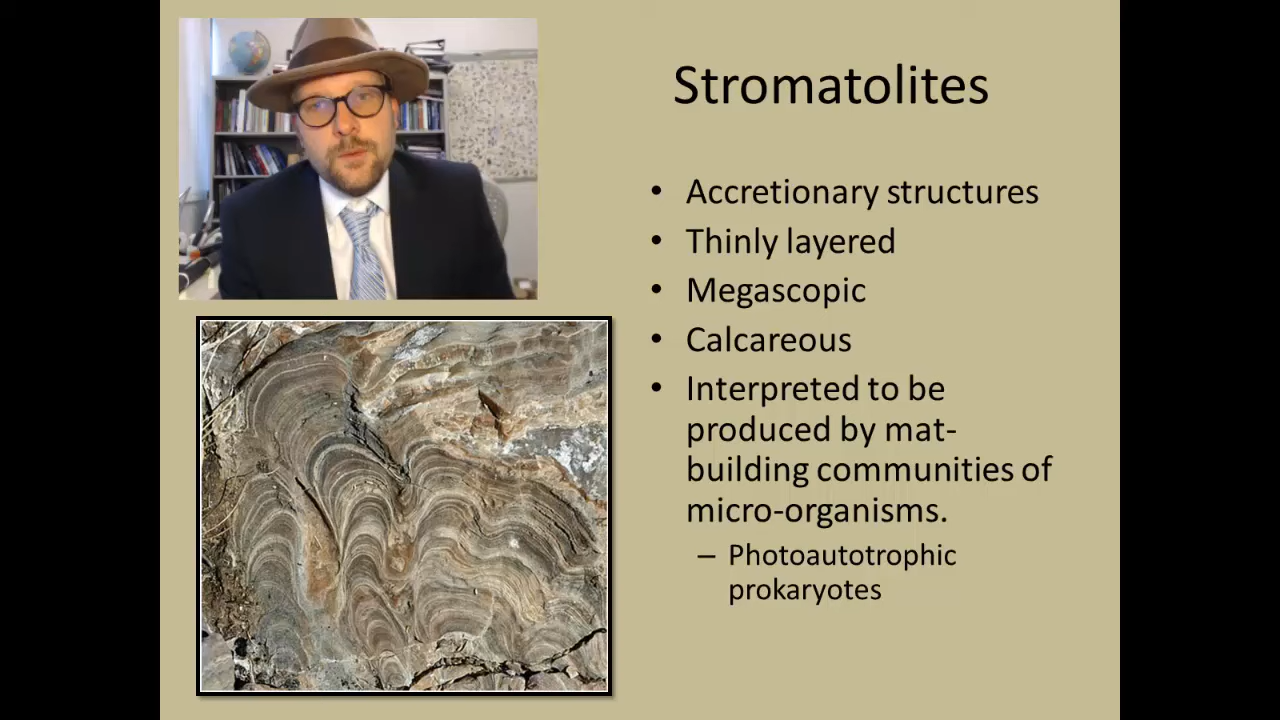 Stromatolites
• Accretionary structures
• Thinly layered
• Megascopic
• Calcareous
• Interpreted to be
produced by mat-
building communities of
micro-organisms.
– Photoautotrophic
prokaryotes